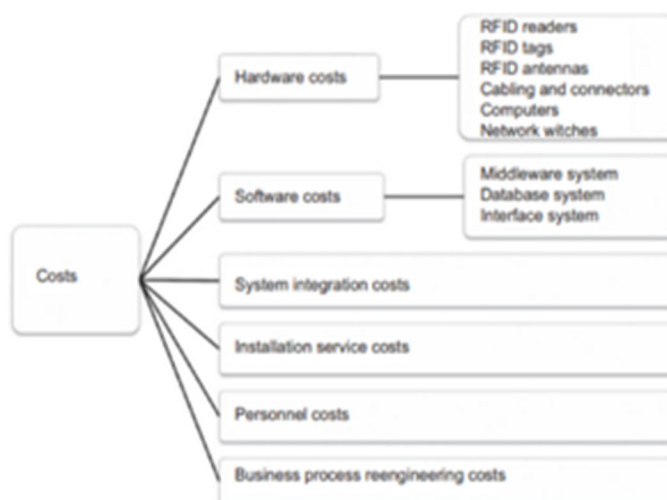 Costs
Hardware costs
RFID readers
RFID tags
RFID antennas
Cabling and connectors
Computers
Network witches
Software costs
Middleware system
Database system
Interface system
System integration costs
Installation service costs
Personnel costs
Business process reengineering costs